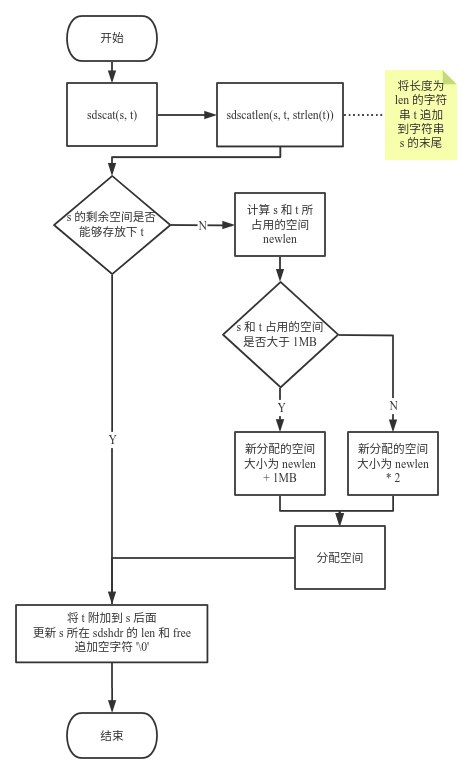 开始
sdscat(s, t)
sdscatlen(s, t, strlen(t))
将长度为
len 的字符
串 t 追加
到字符串
s 的末尾
s 的剩余空间是否
能够存放下 t
N
计算 s 和 t 所
占用的空间
newlen
s 和 t 占用的空间
是否大于 1MB
Y
N
Y
新分配的空间
大小为 newlen
+ 1MB
新分配的空间
大小为 newlen
* 2
分配空间
将 t 附加到 s 后面
更新 s 所在 sdshdr 的 len 和 free
追加空字符 '\0'
结束